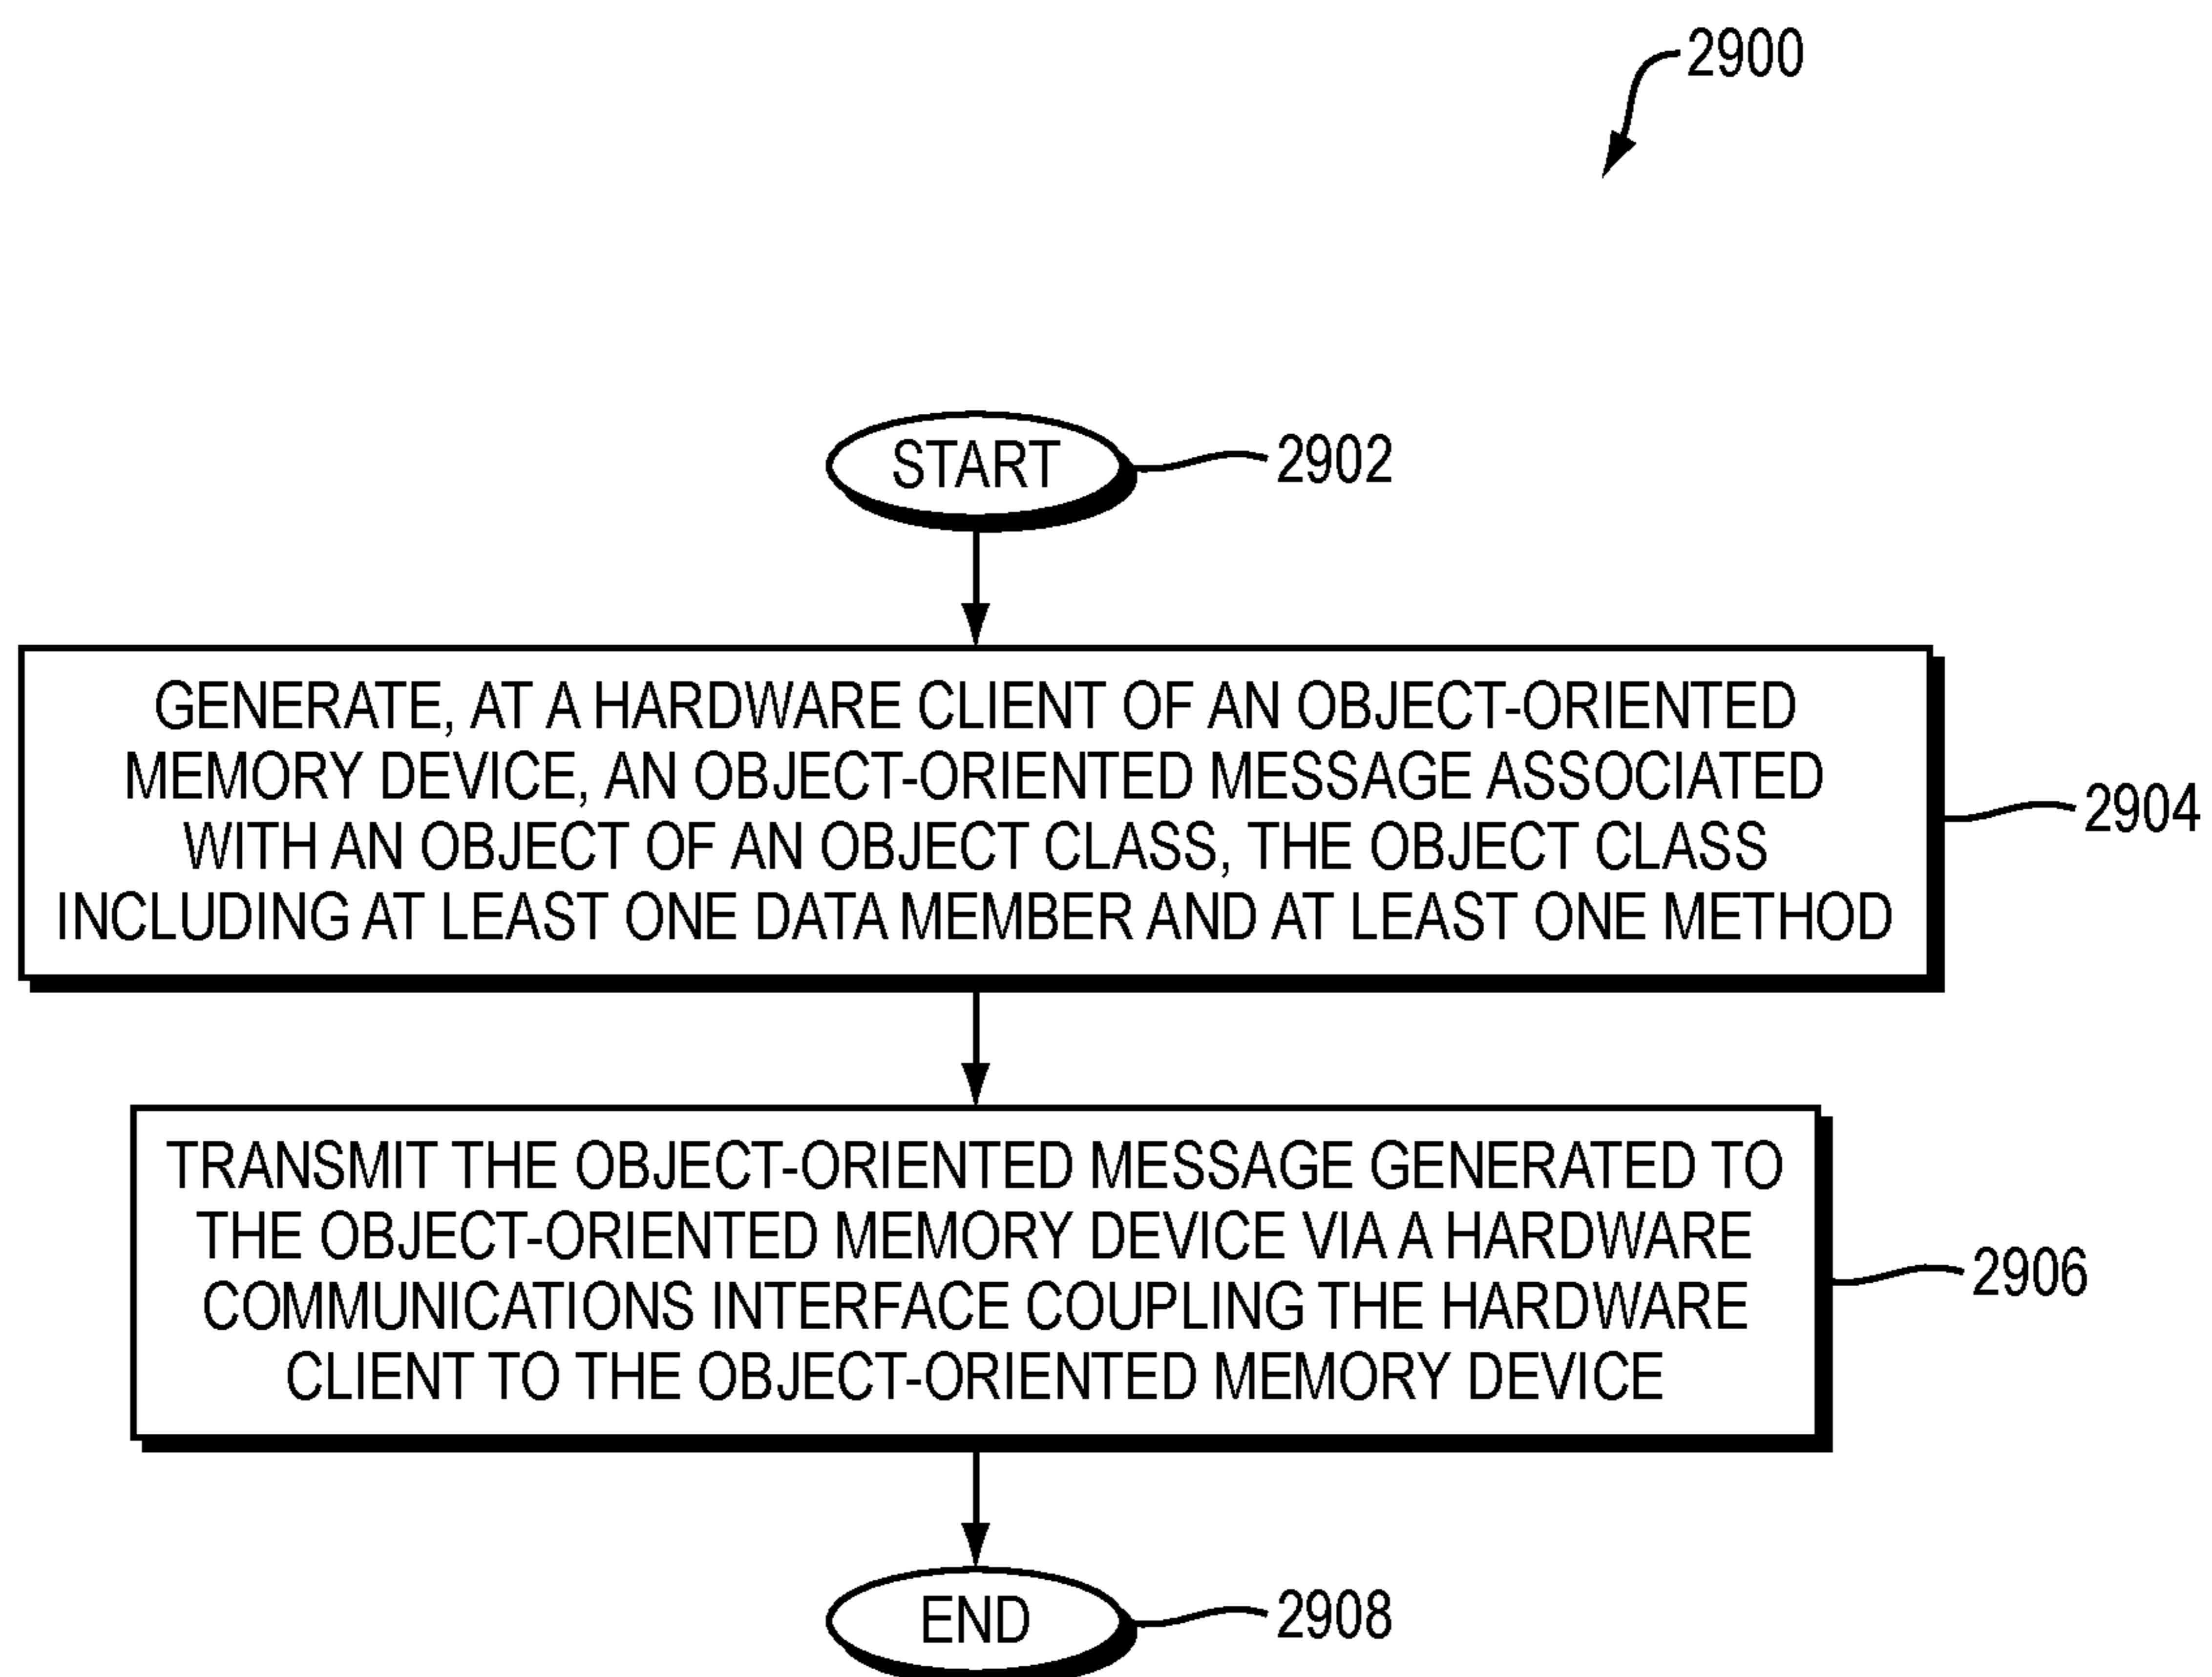 2900
START
2902
GENERATE, AT A HARDWARE CLIENT OF AN OBJECT-ORIENTED
MEMORY DEVICE, AN OBJECT-ORIENTED MESSAGE ASSOCIATED
WITH AN OBJECT OF AN OBJECT CLASS, THE OBJECT CLASS
INCLUDING AT LEAST ONE DATA MEMBER AND AT LEAST ONE METHOD
2904
TRANSMIT THE OBJECT-ORIENTED MESSAGE GENERATED TO
THE OBJECT-ORIENTED MEMORY DEVICE VIA A HARDWARE
COMMUNICATIONS INTERFACE COUPLING THE HARDWARE
CLIENT TO THE OBJECT-ORIENTED MEMORY DEVICE
2906
END
2908